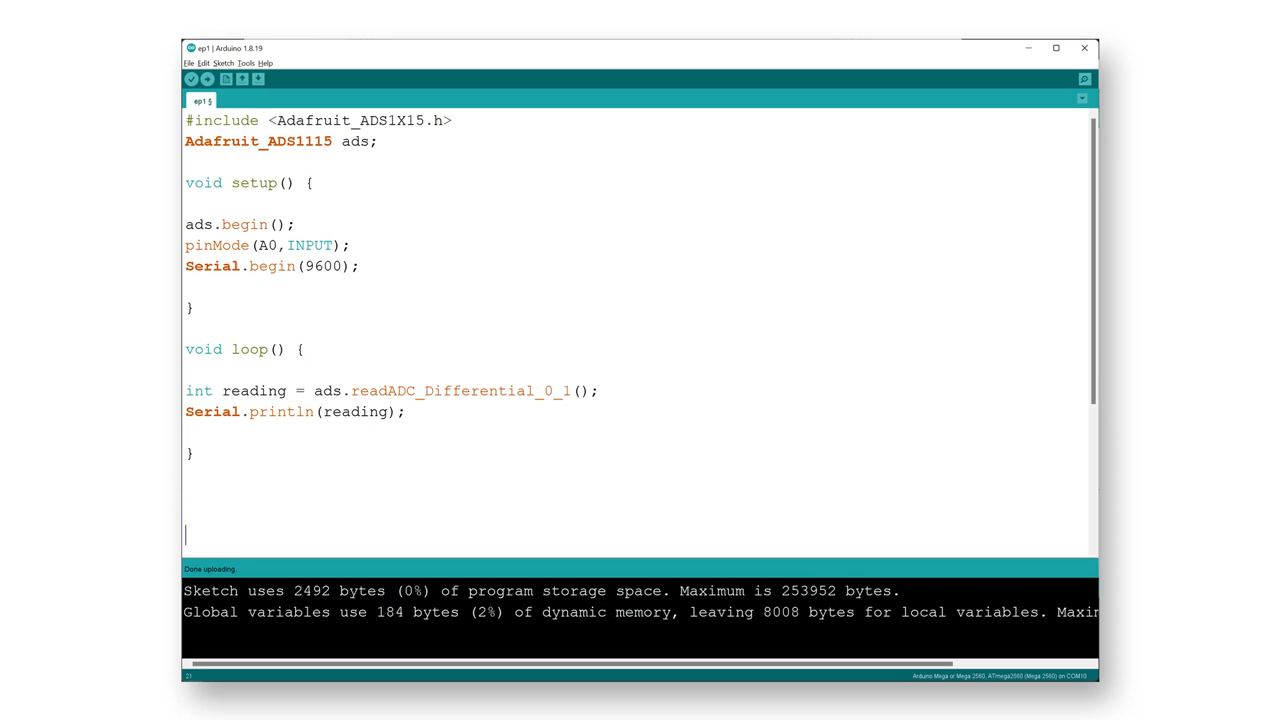 ep1 | Arduino 1.8.19
File Edit Sketch Tools Help
ep1 §
#include <Adafruit_ADS1X15.h>
Adafruit_ADS1115 ads;
void setup() {
ads.begin();
pinMode(A0,INPUT);
Serial.begin(9600);
}
void loop() {
int reading = ads.readADC_Differential_0_1();
Serial.println(reading);
}
Done uploading.
Sketch uses 2492 bytes (0%) of program storage space. Maximum is 253952 bytes.
Global variables use 184 bytes (2%) of dynamic memory, leaving 8008 bytes for local variables. Maxin
21
Arduino Mega or Mega 2560, ATmega2560 (Mega 2560) on COM10